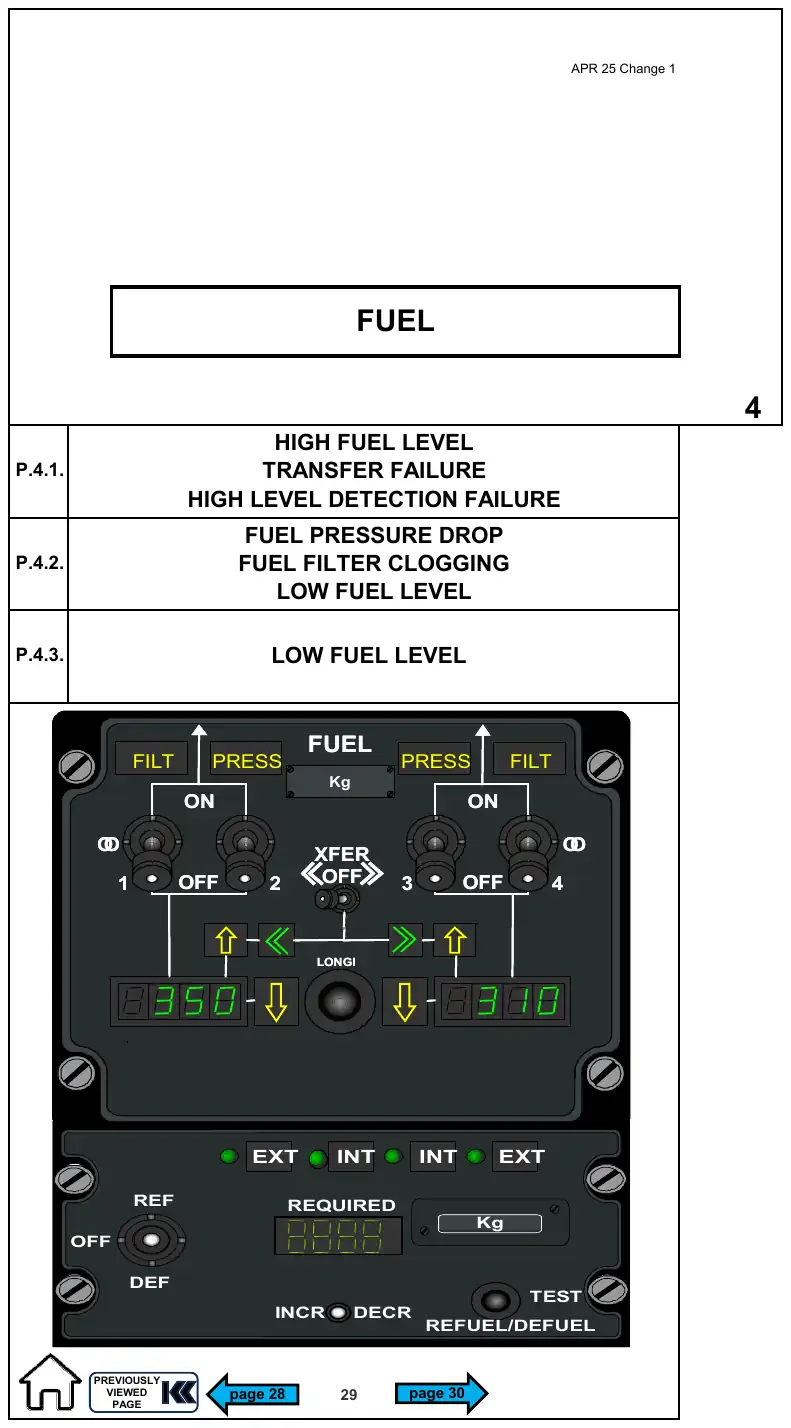 APR 25 Change 1
FUEL
4
P.4.1.
HIGH FUEL LEVEL
TRANSFER FAILURE
HIGH LEVEL DETECTION FAILURE
P.4.2.
FUEL PRESSURE DROP
FUEL FILTER CLOGGING
LOW FUEL LEVEL
P.4.3.
LOW FUEL LEVEL
FUEL
FILT PRESS PRESS FILT
Kg
ON ON
XFER
OFF
1 OFF 2 3 OFF 4
LONGI
350 310
EXT INT INT EXT
REF
REQUIRED
Kg
OFF
DEF
TEST
INCR DECR
REFUEL/DEFUEL
PREVIOUSLY
VIEWED
PAGE
page 28 29 page 30